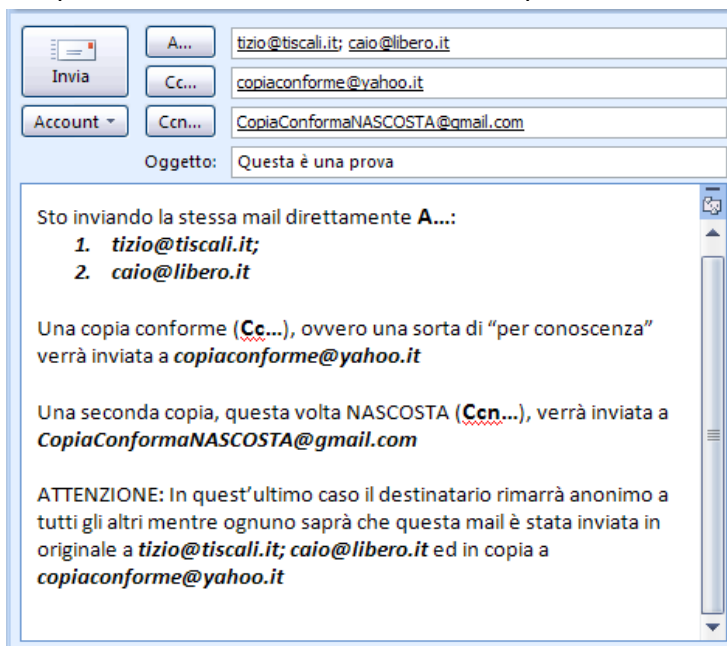 A... tizio@tiscali.it; caio@libero.it
Invia Cc... copiaconforme@yahoo.it
Account Ccn... CopiaConformaNASCOSTA@gmail.com
Oggetto: Questa è una prova
Sto inviando la stessa mail direttamente A...:
1. tizio@tiscali.it;
2. caio@libero.it
Una copia conforme (Cc...), ovvero una sorta di “per conoscenza”
verrà inviata a copiaconforme@yahoo.it
Una seconda copia, questa volta NASCOSTA (Ccn...), verrà inviata a
CopiaConformaNASCOSTA@gmail.com
ATTENZIONE: In quest’ultimo caso il destinatario rimarrà anonimo a
tutti gli altri mentre ognuno saprà che questa mail è stata inviata in
originale a tizio@tiscali.it; caio@libero.it ed in copia a
copiaconforme@yahoo.it